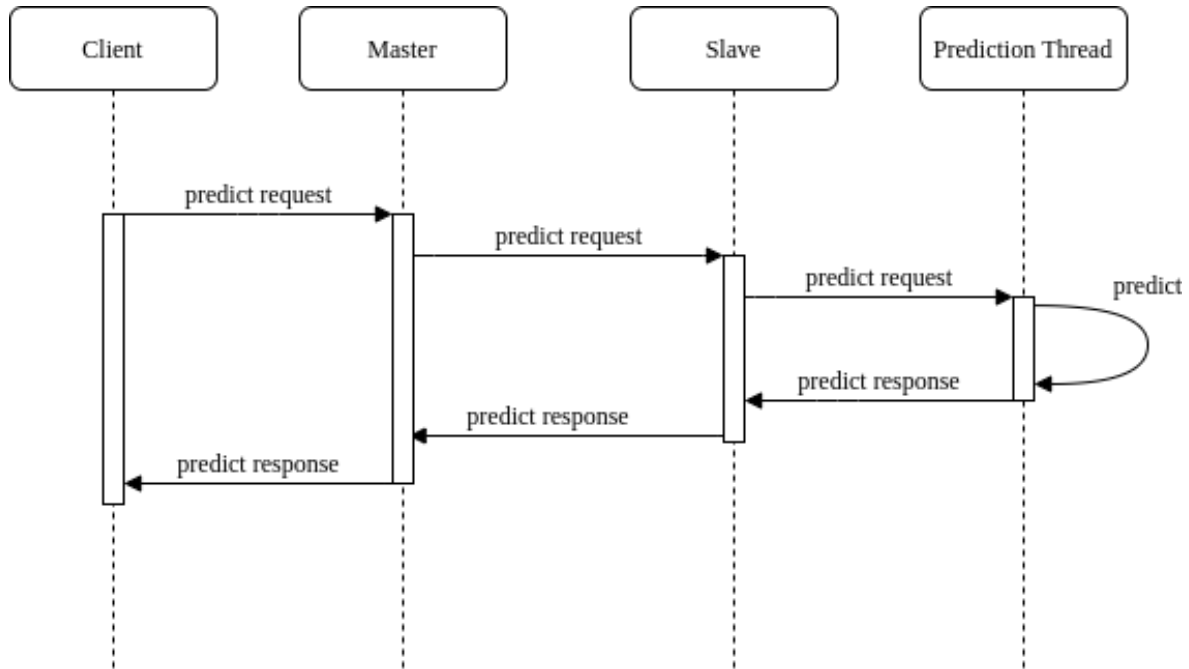 Client
Master
Slave
Prediction Thread
predict request
predict request
predict request
predict
predict response
predict response
predict response